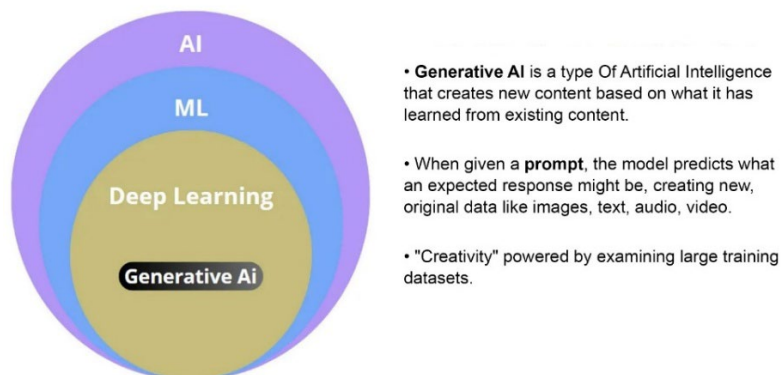 AI
ML
Deep Learning
Generative Ai
• Generative AI is a type Of Artificial Intelligence
that creates new content based on what it has
learned from existing content.
• When given a prompt, the model predicts what
an expected response might be, creating new,
original data like images, text, audio, video.
• "Creativity" powered by examining large training
datasets.